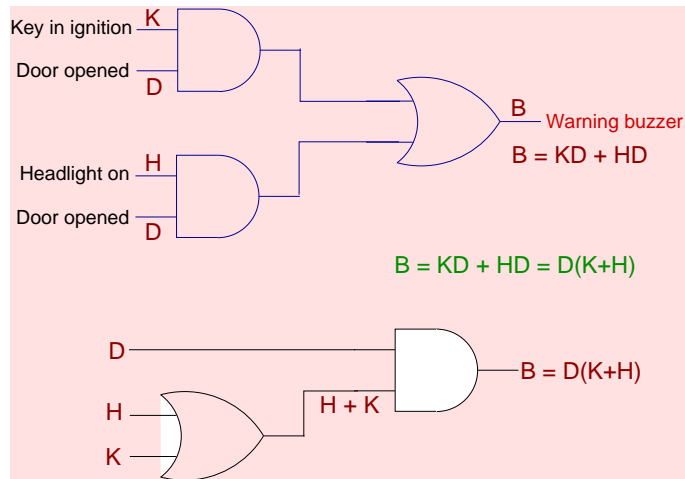 Key in ignition K
Door opened D
B
Warning buzzer
B = KD + HD
Headlight on H
Door opened D
B = KD + HD = D(K+H)
D
B = D(K+H)
H + K
H
K